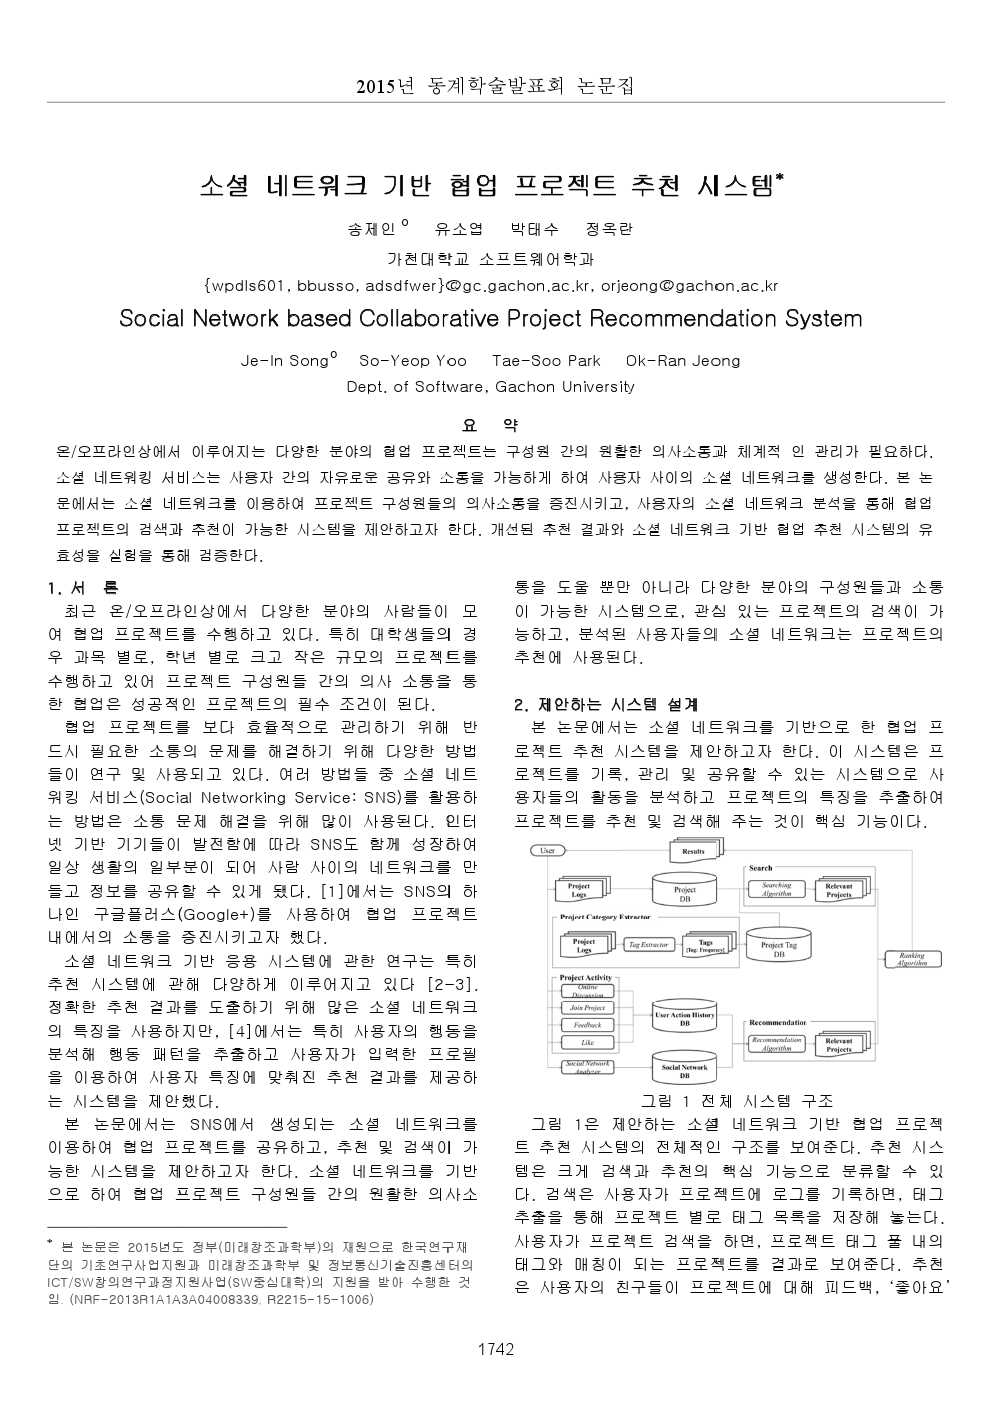 2015년 동계학술발표회 논문집
소셜 네트워크 기반 협업 프로젝트 추천 시스템*
송제인o 유소엽 박태수 정옥란
가천대학교 소프트웨어학과
{wpdls601, bbusso, adsdfwer}@gc.gachon.ac.kr, orjeong@gachon.ac.kr
Social Network based Collaborative Project Recommendation System
Je-In Songo So-Yeop Yoo Tae-Soo Park Ok-Ran Jeong
Dept. of Software, Gachon University
요 약
온/오프라인상에서 이루어지는 다양한 분야의 협업 프로젝트는 구성원 간의 원활한 의사소통과 체계적 인 관리가 필요하다.
소셜 네트워킹 서비스는 사용자 간의 자유로운 공유와 소통을 가능하게 하여 사용자 사이의 소셜 네트워크를 생성한다. 본 논
문에서는 소셜 네트워크를 이용하여 프로젝트 구성원들의 의사소통을 증진시키고, 사용자의 소셜 네트워크 분석을 통해 협업
프로젝트의 검색과 추천이 가능한 시스템을 제안하고자 한다. 개선된 추천 결과와 소셜 네트워크 기반 협업 추천 시스템의 유
효성을 실험을 통해 검증한다.
1. 서 론
최근 온/오프라인상에서 다양한 분야의 사람들이 모
여 협업 프로젝트를 수행하고 있다. 특히 대학생들의 경
우 과목 별로, 학년 별로 크고 작은 규모의 프로젝트를
수행하고 있어 프로젝트 구성원들 간의 의사 소통을 통
한 협업은 성공적인 프로젝트의 필수 조건이 된다.
협업 프로젝트를 보다 효율적으로 관리하기 위해 반
드시 필요한 소통의 문제를 해결하기 위해 다양한 방법
들이 연구 및 사용되고 있다. 여러 방법들 중 소셜 네트
워킹 서비스(Social Networking Service: SNS)를 활용하
는 방법은 소통 문제 해결을 위해 많이 사용된다. 인터
넷 기반 기기들이 발전함에 따라 SNS도 함께 성장하여
일상 생활의 일부분이 되어 사람 사이의 네트워크를 만
들고 정보를 공유할 수 있게 됐다. [1]에서는 SNS의 하
나인 구글플러스(Google+)를 사용하여 협업 프로젝트
내에서의 소통을 증진시키고자 했다.
소셜 네트워크 기반 응용 시스템에 관한 연구는 특히
추천 시스템에 관해 다양하게 이루어지고 있다 [2-3].
정확한 추천 결과를 도출하기 위해 많은 소셜 네트워크
의 특징을 사용하지만, [4]에서는 특히 사용자의 행동을
분석해 행동 패턴을 추출하고 사용자가 입력한 프로필
을 이용하여 사용자 특징에 맞춰진 추천 결과를 제공하
는 시스템을 제안했다.
본 논문에서는 SNS에서 생성되는 소셜 네트워크를
이용하여 협업 프로젝트를 공유하고, 추천 및 검색이 가
능한 시스템을 제안하고자 한다. 소셜 네트워크를 기반
으로 하여 협업 프로젝트 구성원들 간의 원활한 의사소
* 본 논문은 2015년도 정부(미래창조과학부)의 재원으로 한국연구재
단의 기초연구사업지원과 미래창조과학부 및 정보통신기술진흥센터의
ICT/SW창의연구과정지원사업(SW중심대학)의 지원을 받아 수행한 것
임. (NRF-2013R1A1A3A04008339, R2215-15-1006)
통을 도울 뿐만 아니라 다양한 분야의 구성원들과 소통
이 가능한 시스템으로, 관심 있는 프로젝트의 검색이 가
능하고, 분석된 사용자들의 소셜 네트워크는 프로젝트의
추천에 사용된다.
2. 제안하는 시스템 설계
본 논문에서는 소셜 네트워크를 기반으로 한 협업 프
로젝트 추천 시스템을 제안하고자 한다. 이 시스템은 프
로젝트를 기록, 관리 및 공유할 수 있는 시스템으로 사
용자들의 활동을 분석하고 프로젝트의 특징을 추출하여
프로젝트를 추천 및 검색해 주는 것이 핵심 기능이다.
User
Results
Search
Project
Logs
Project
DB
Searching
Algorithm
Relevant
Projects
Project Category Extractor
Project
Logs
Tag Extractor
Tags
[Tag: Frequency]
Project Tag
DB
Ranking
Algorithm
Project Activity
Online
Discussion
Join Project
Feedback
Like
User Action History
DB
Recommendation
Recommendation
Algorithm
Relevant
Projects
Social Network
Analyzer
Social Network
DB
그림 1 전체 시스템 구조
그림 1은 제안하는 소셜 네트워크 기반 협업 프로젝
트 추천 시스템의 전체적인 구조를 보여준다. 추천 시스
템은 크게 검색과 추천의 핵심 기능으로 분류할 수 있
다. 검색은 사용자가 프로젝트에 로그를 기록하면, 태그
추출을 통해 프로젝트 별로 태그 목록을 저장해 놓는다.
사용자가 프로젝트 검색을 하면, 프로젝트 태그 풀 내의
태그와 매칭이 되는 프로젝트를 결과로 보여준다. 추천
은 사용자의 친구들이 프로젝트에 대해 피드백, ‘좋아요’
1742